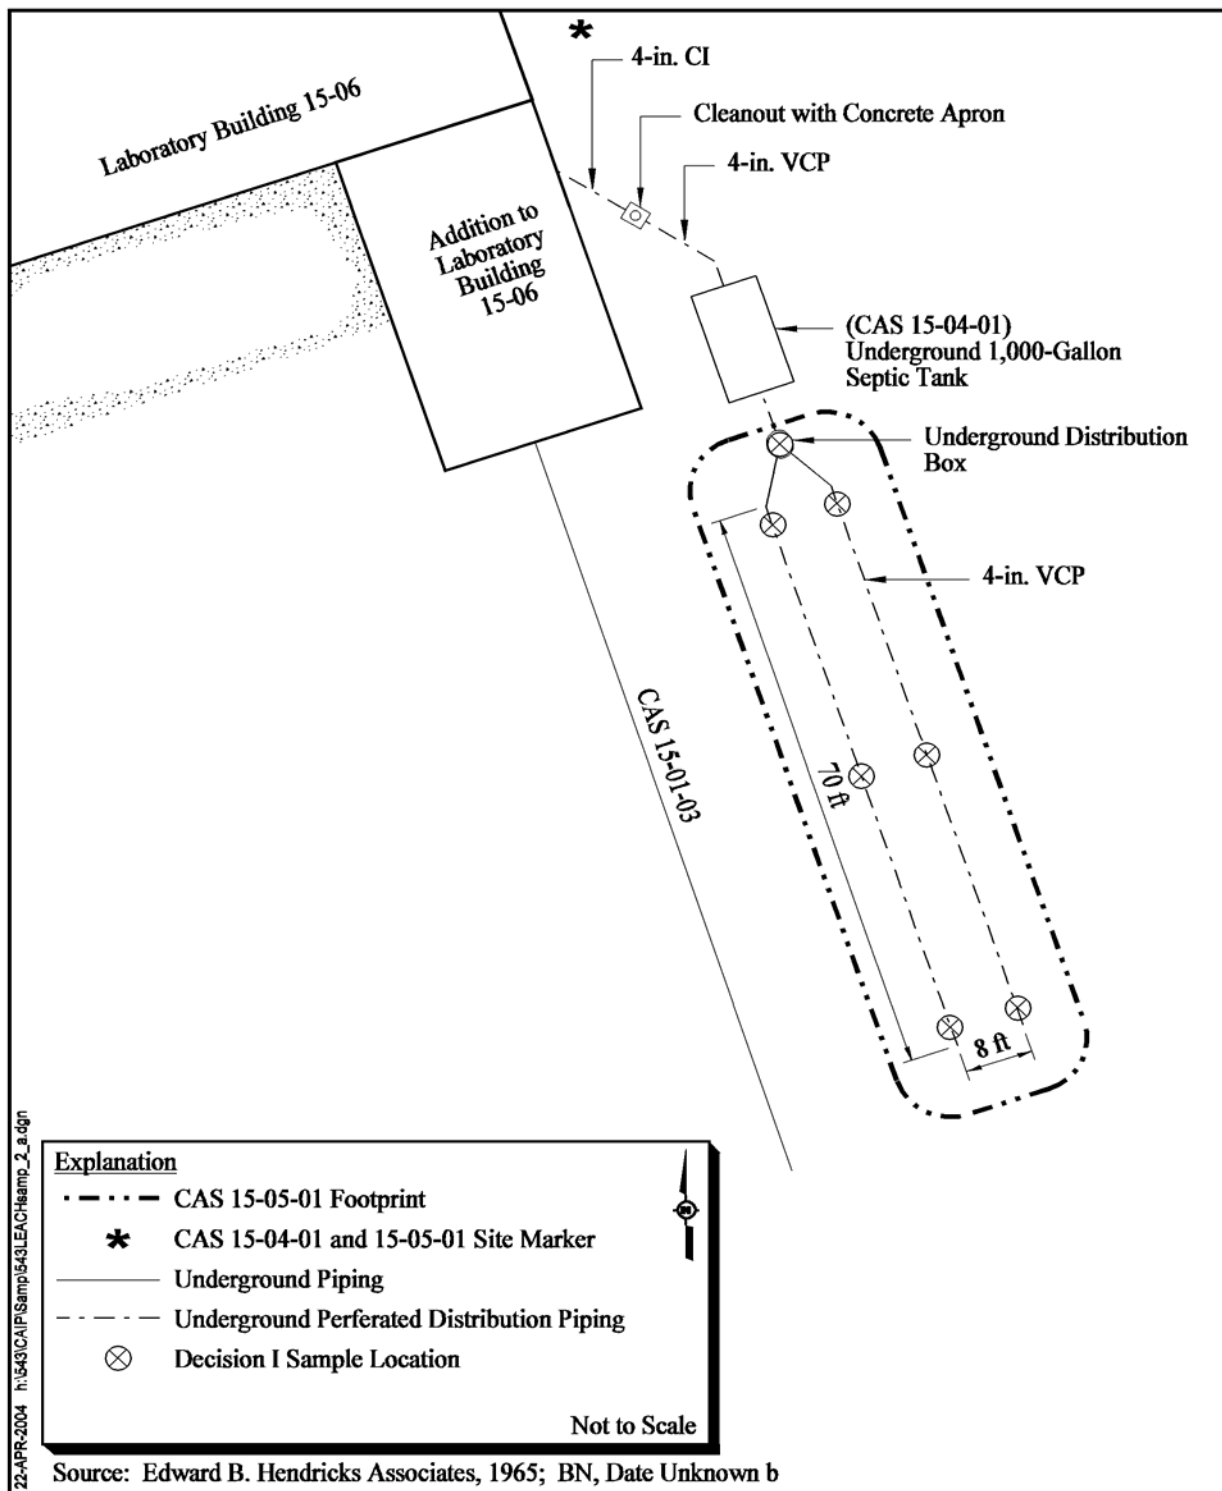 4-in. CI
Laboratory Building 15-06
Cleanout with Concrete Apron
4-in. VCP
Addition to
Laboratory
Building
15-06
(CAS 15-04-01)
Underground 1,000-Gallon
Septic Tank
Underground Distribution
Box
4-in. VCP
CAS 15-01-03
70 ft
8 ft
Explanation
CAS 15-05-01 Footprint
CAS 15-04-01 and 15-05-01 Site Marker
Underground Piping
Underground Perferated Distribution Piping
Decision I Sample Location
N
Not to Scale
22-APR-2004 h:\543\CAIP\Samp\543LEACHsamp_2_a.dgn
Source: Edward B. Hendricks Associates, 1965; BN, Date Unknown b